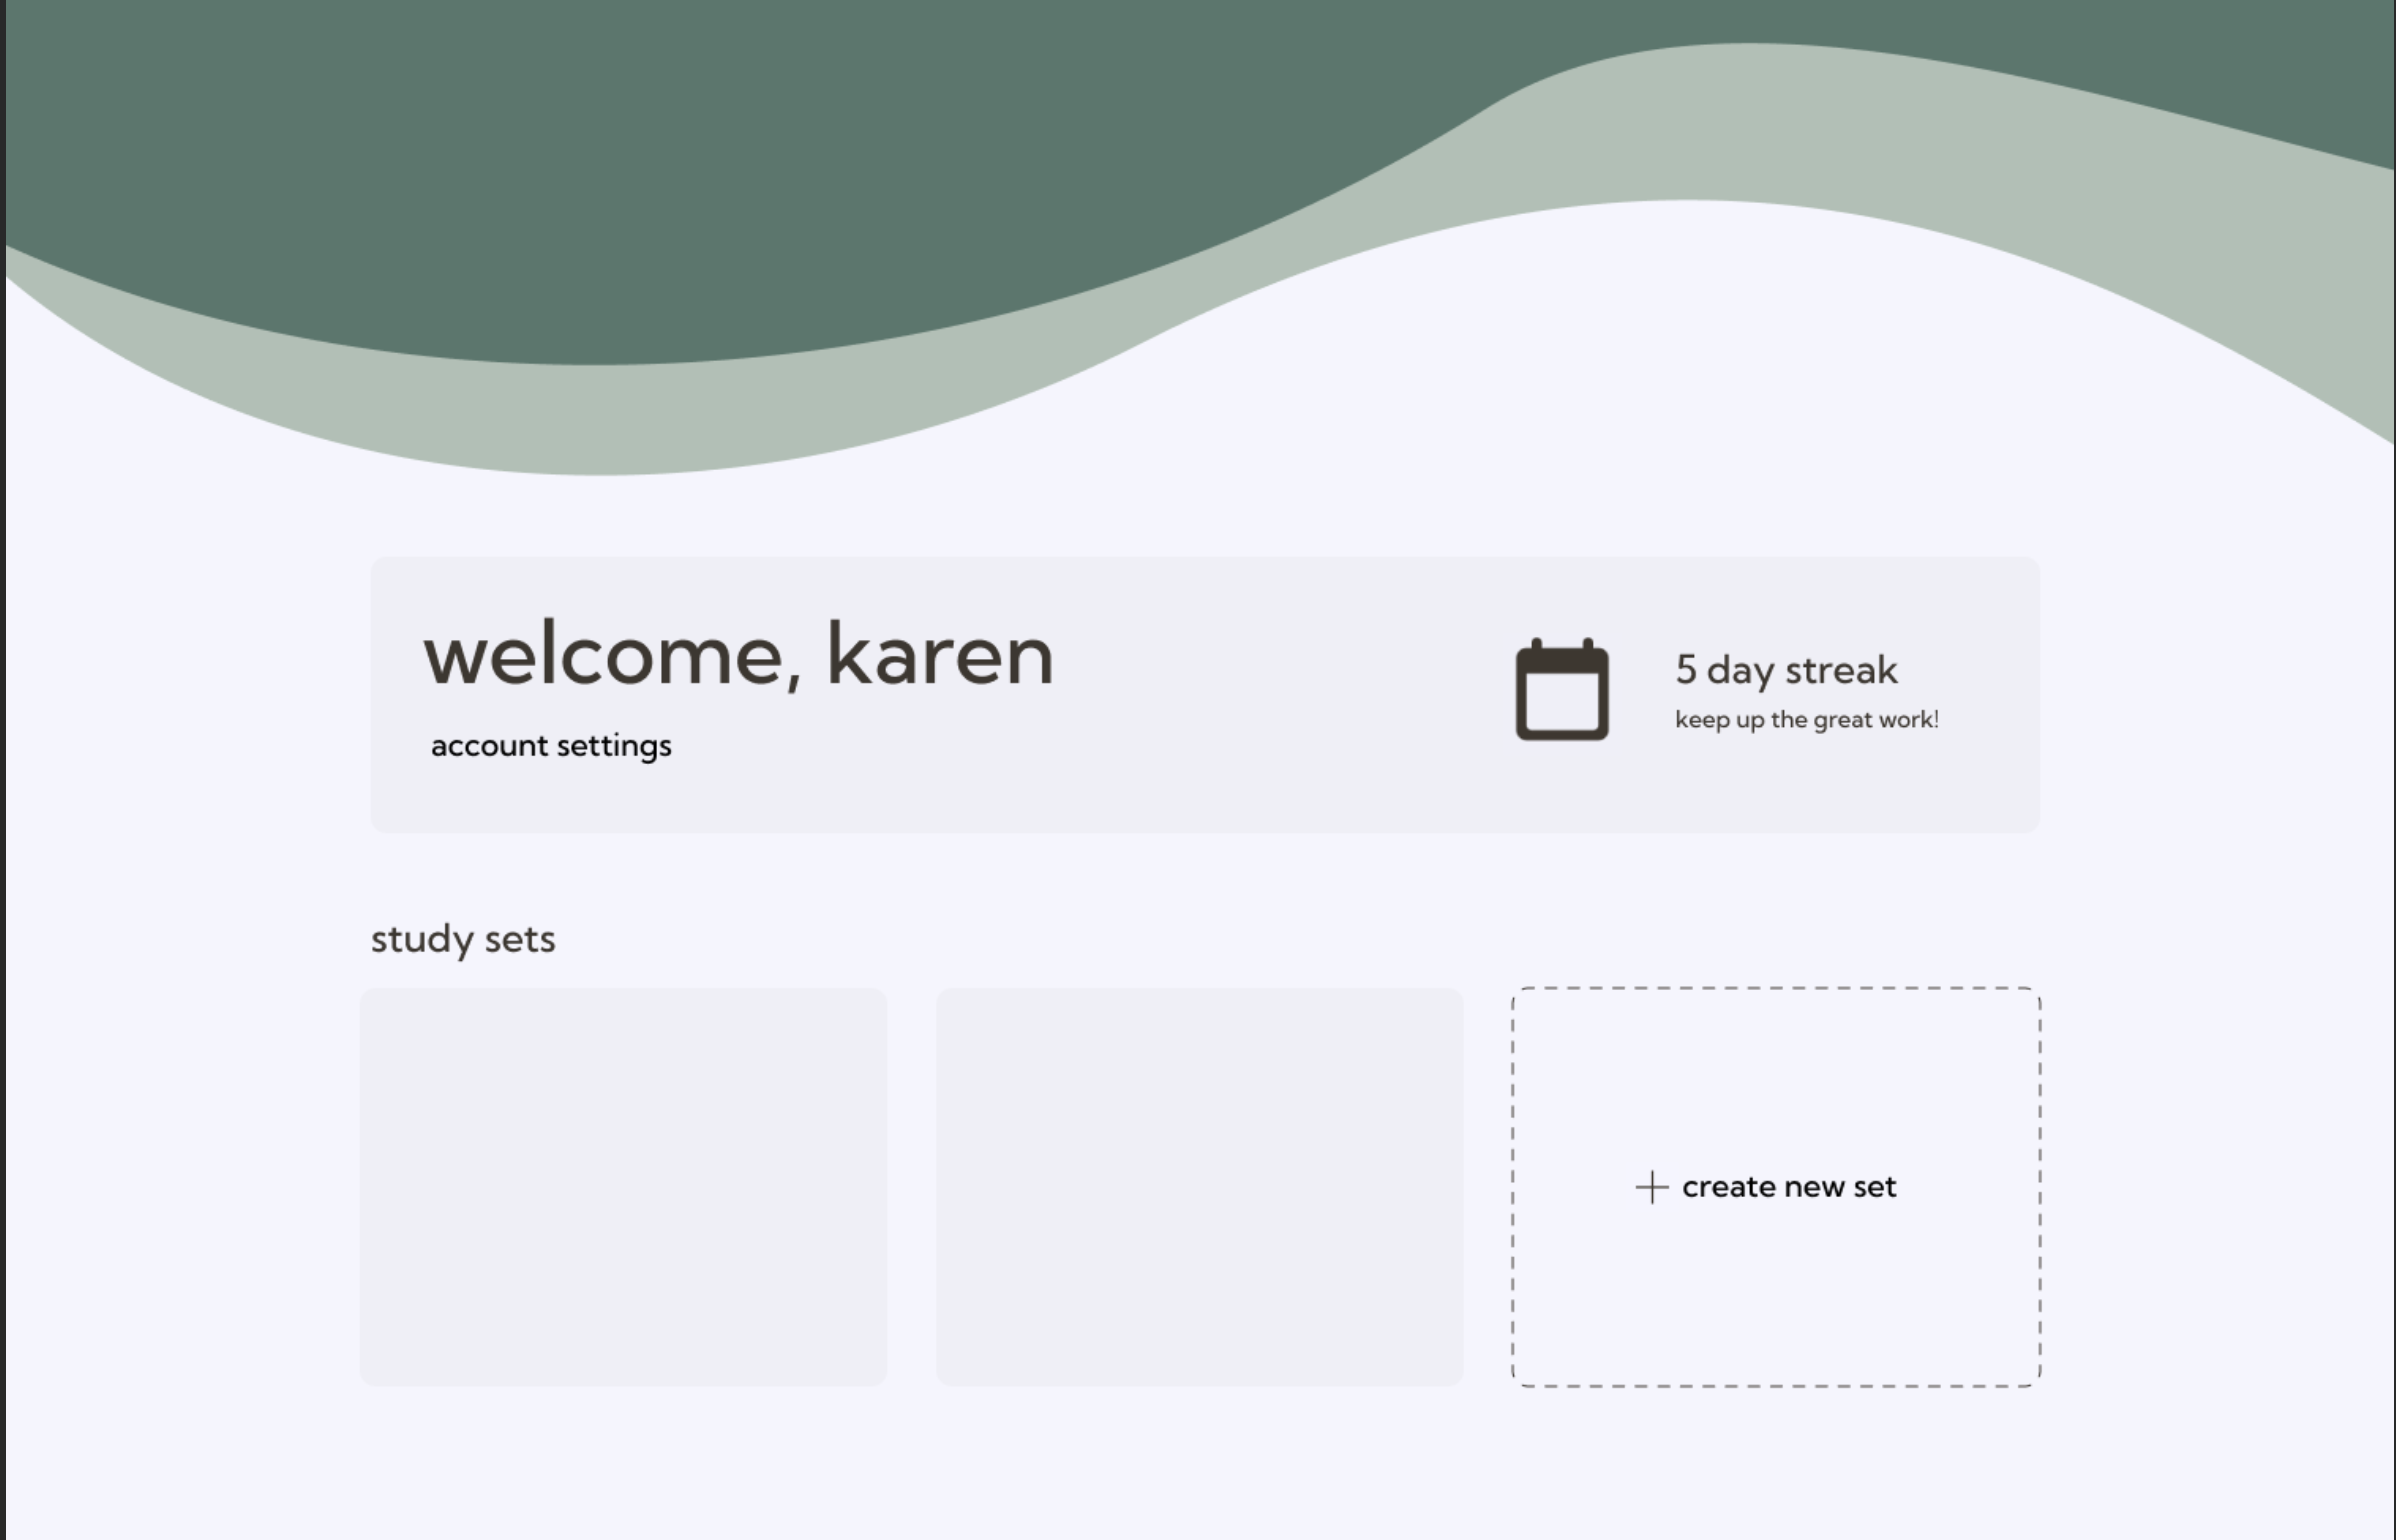 welcome, karen
account settings
5 day streak
keep up the great work!
study sets
create new set